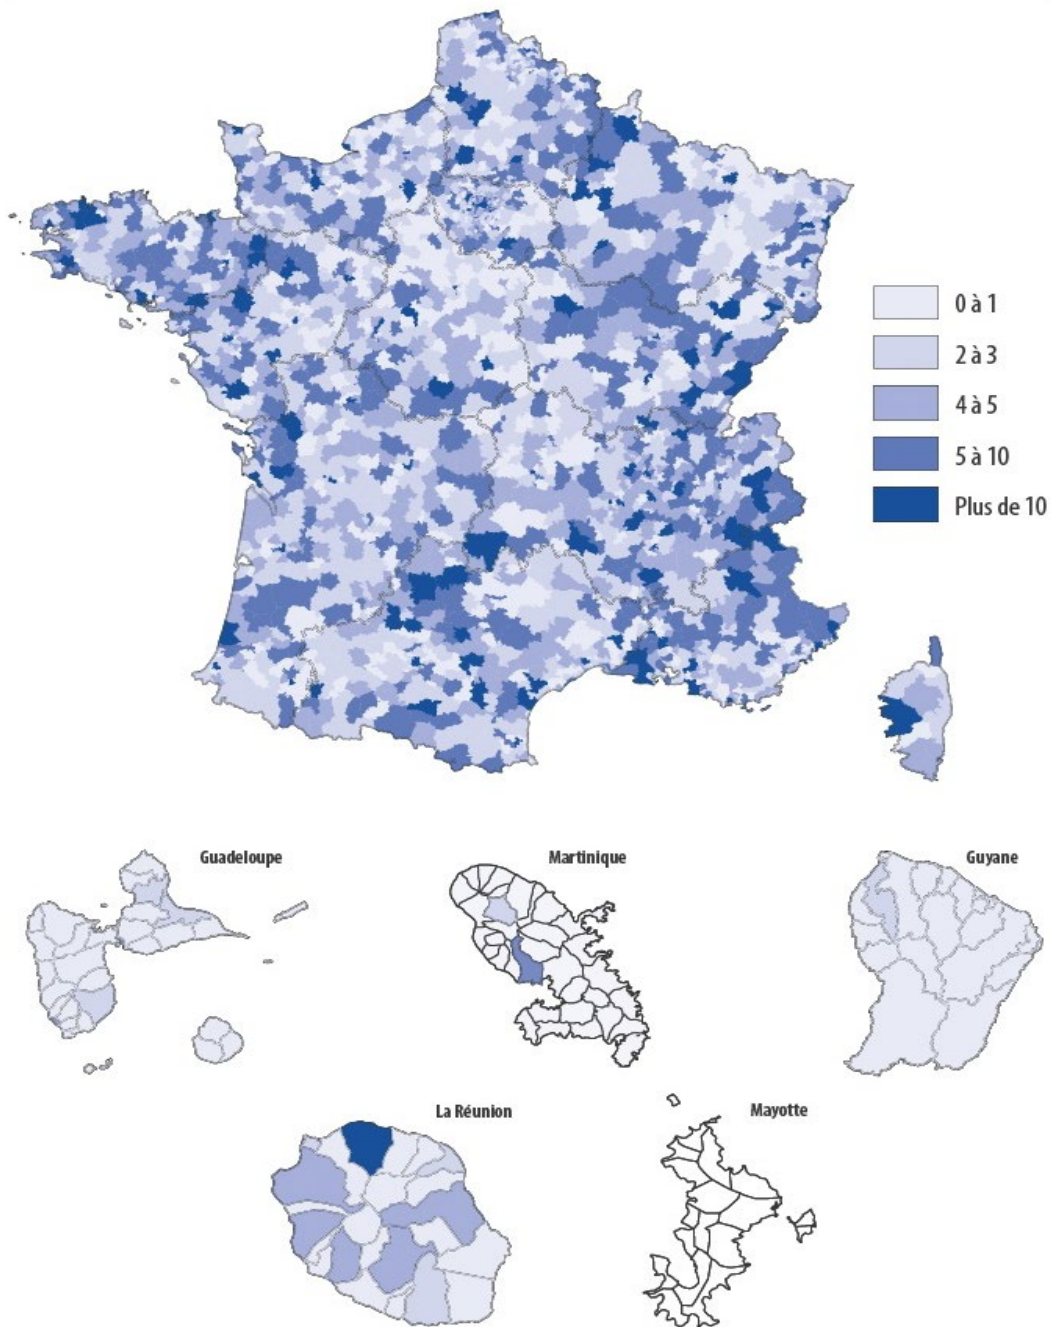 0 à 1
2 à 3
4 à 5
5 à 10
Plus de 10
Guadeloupe
Martinique
Guyane
La Réunion
Mayotte